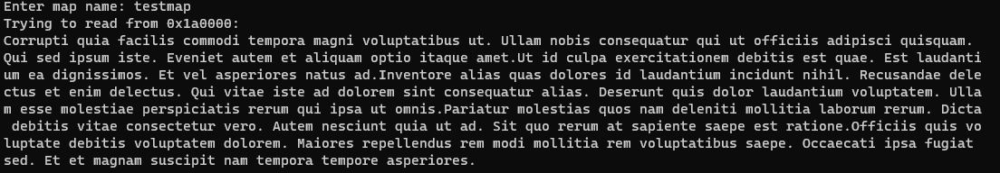 Enter map name: testmap
Trying to read from 0x1a0000:
Corrupti quia facilis commodi tempora magni voluptatibus ut. Ullam nobis consequatur qui ut officiis adipisci quisquam.
Qui sed ipsum iste. Eveniet autem et aliquam optio itaque amet.Ut id culpa exercitationem debitis est quae. Est laudanti
um ea dignissimos. Et vel asperiores natus ad.Inventore alias quas dolores id laudantium incidunt nihil. Recusandae dele
ctus et enim delectus. Qui vitae iste ad dolorem sint consequatur alias. Deserunt quis dolor laudantium voluptatem. Ulla
m esse molestiae perspiciatis rerum qui ipsa ut omnis.Pariatur molestias quos nam deleniti mollitia laborum rerum. Dicta
 debitis vitae consectetur vero. Autem nesciunt quia ut ad. Sit quo rerum at sapiente saepe est ratione.Officiis quis vo
luptate debitis voluptatem dolorem. Maiores repellendus rem modi mollitia rem voluptatibus saepe. Occaecati ipsa fugiat
sed. Et et magnam suscipit nam tempora tempore asperiores.